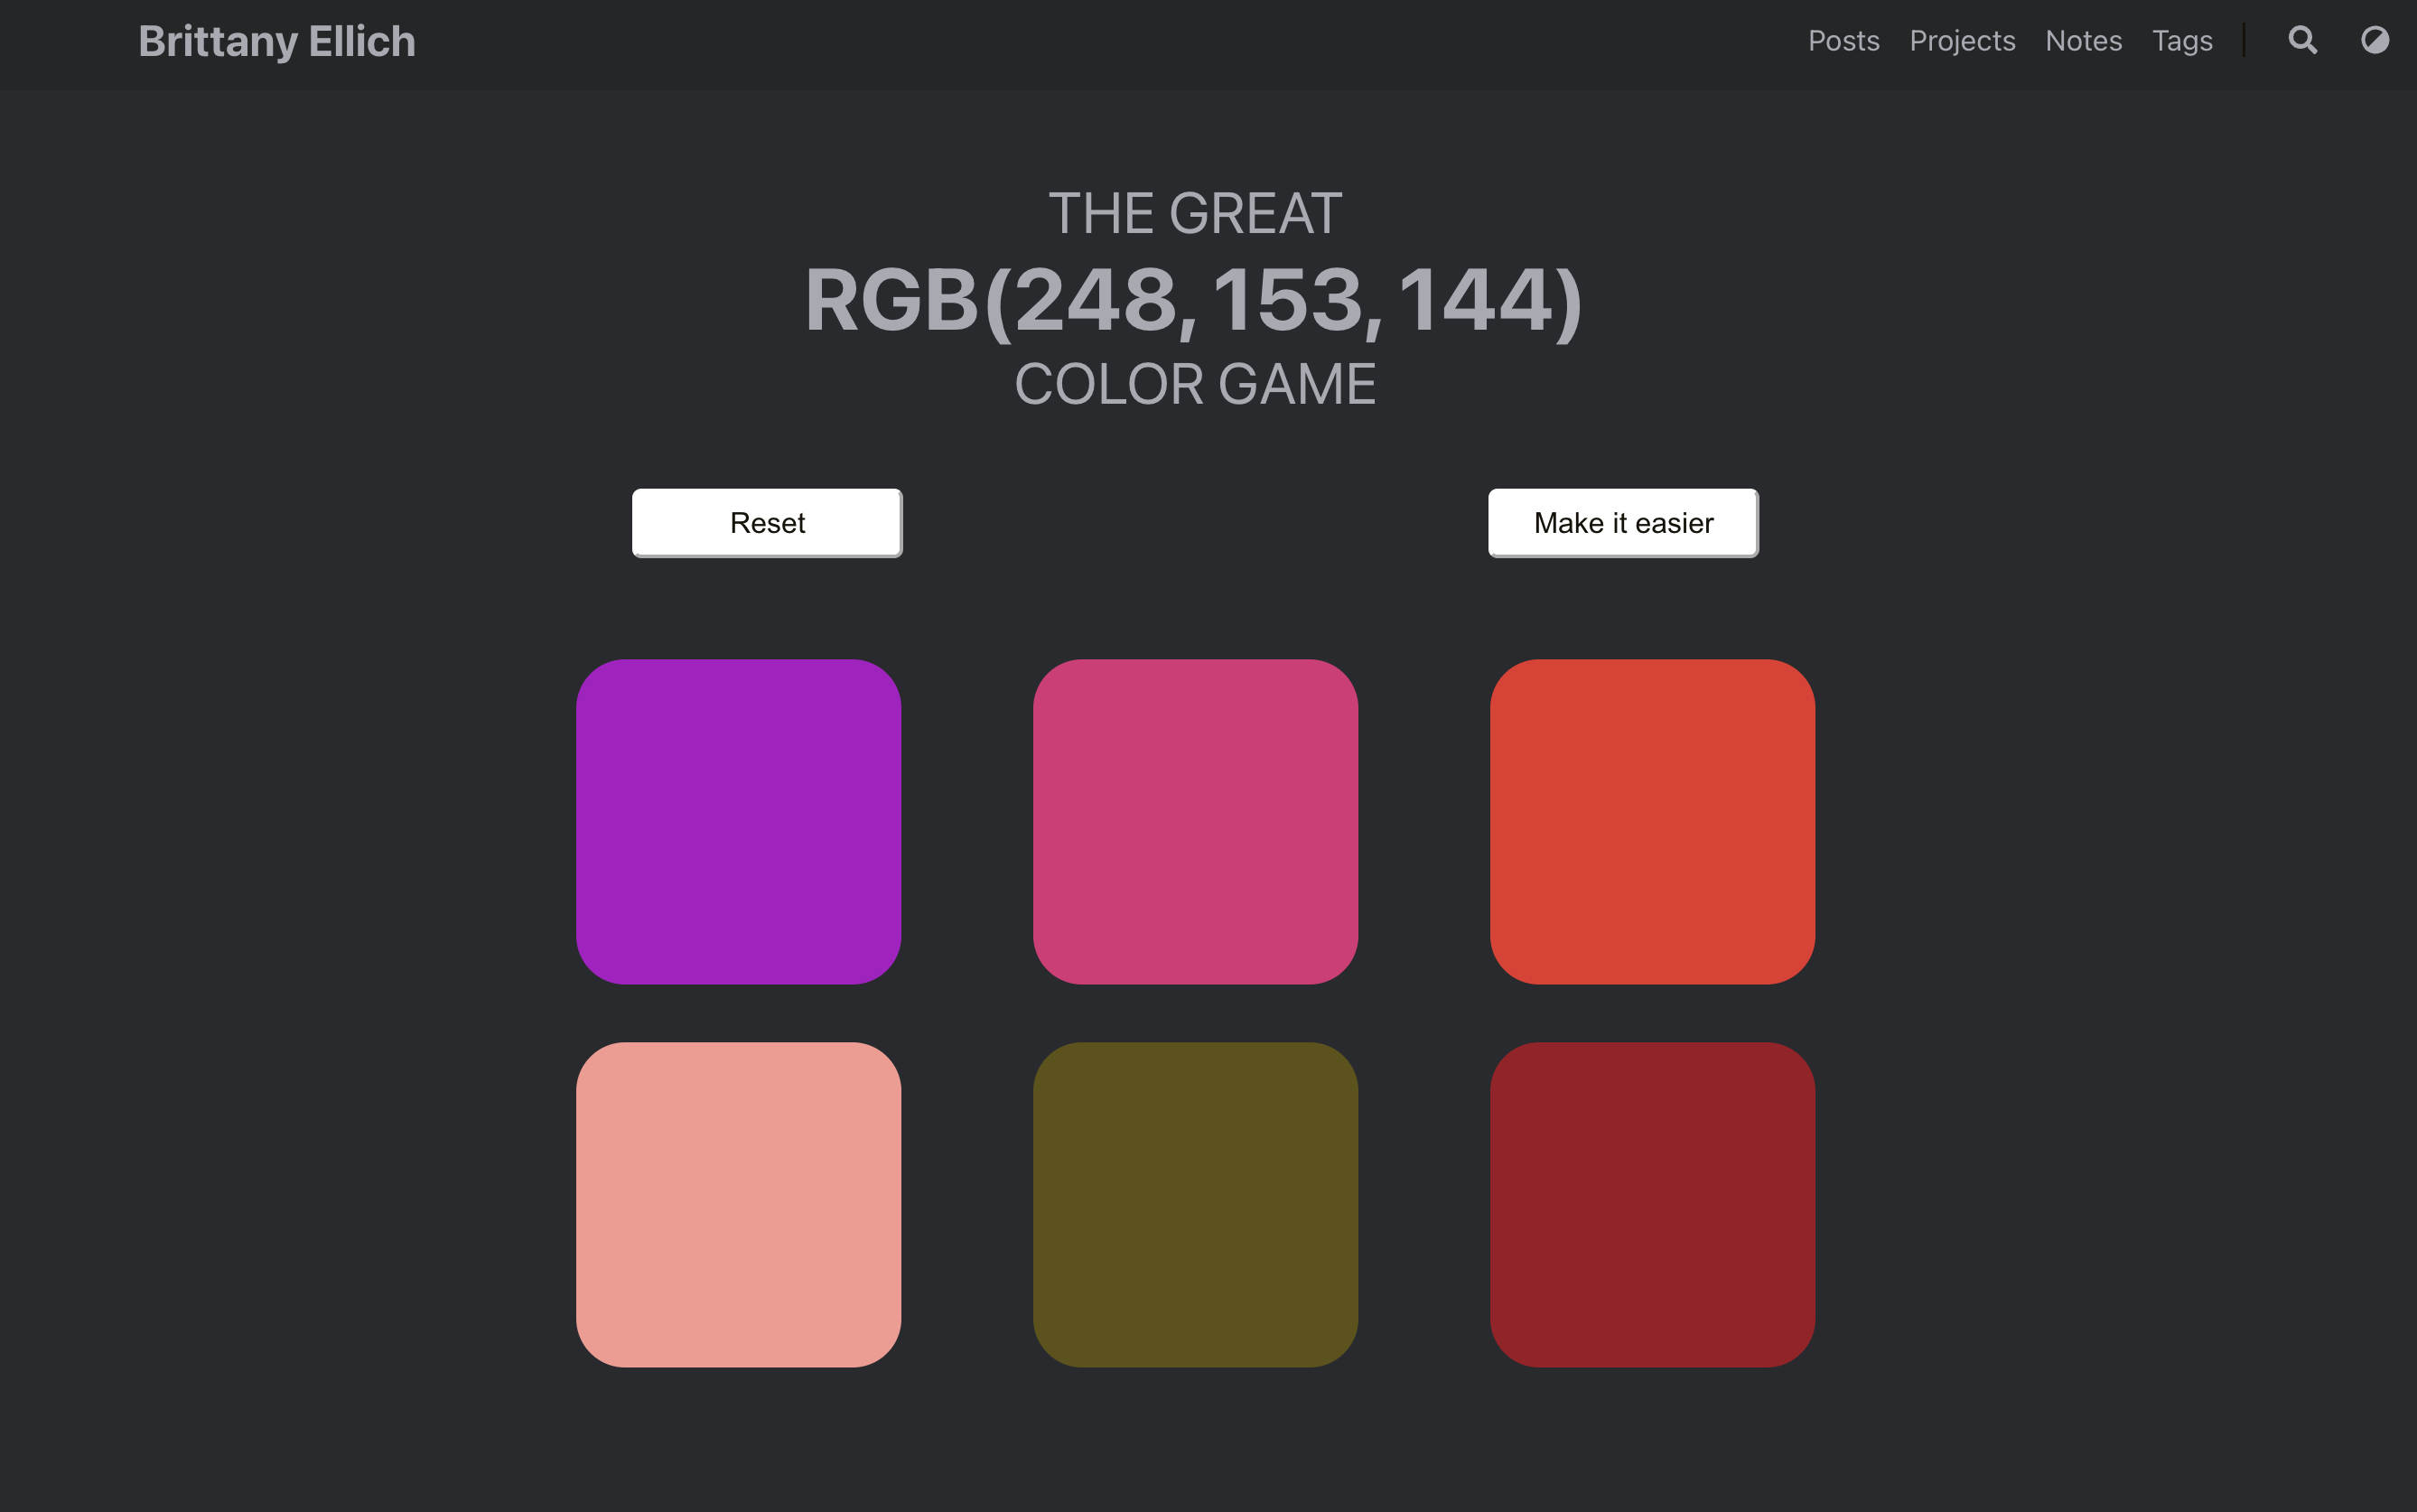 Brittany Ellich
Posts Projects Notes Tags
THE GREAT
RGB(248,153,144)
COLOR GAME
Reset
Make it easier